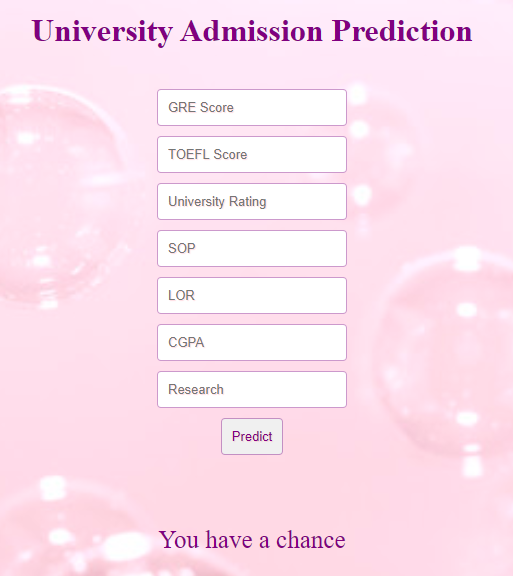 University Admission Prediction
GRE Score
TOEFL Score
University Rating
SOP
LOR
CGPA
Research
Predict
You have a chance